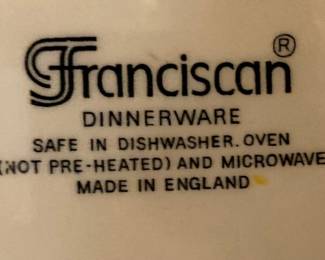 Franciscan ®
DINNERWARE
SAFE IN DISHWASHER. OVEN
(NOT PRE-HEATED) AND MICROWAVE
MADE IN ENGLAND